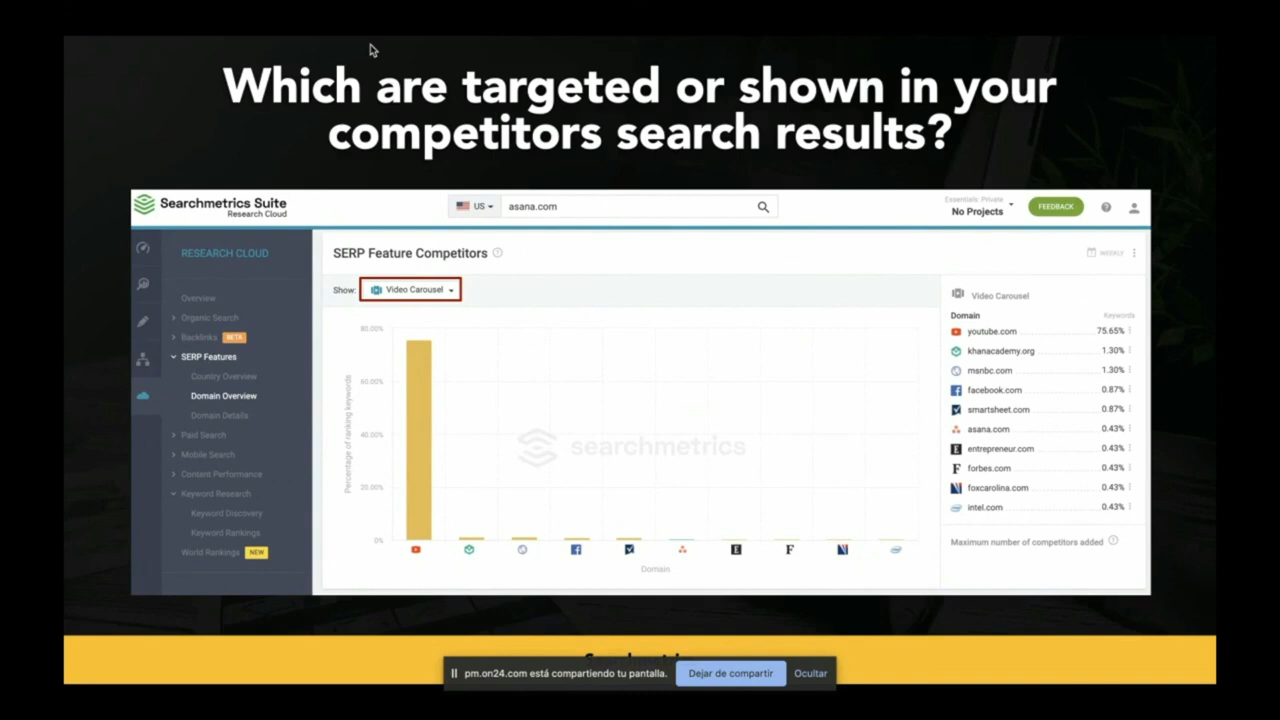 Which are targeted or shown in your
competitors search results?
Searchmetrics Suite
Research Cloud
US
asana.com
Essentials: Private
No Projects
FEEDBACK
RESEARCH CLOUD
Overview
Organic Search
Backlinks BETA
SERP Features
Country Overview
Domain Overview
Domain Details
Paid Search
Mobile Search
Content Performance
Keyword Research
Keyword Discovery
Keyword Rankings
World Rankings NEW
SERP Feature Competitors
WEEKLY
Show: Video Carousel
80.00%
60.00%
40.00%
20.00%
0%
Percentage of ranking keywords
searchmetrics
Domain
Video Carousel
Domain Keywords
youtube.com 75.65%
khanacademy.org 1.30%
msnbc.com 1.30%
facebook.com 0.87%
smartsheet.com 0.87%
asana.com 0.43%
entrepreneur.com 0.43%
forbes.com 0.43%
foxcarolina.com 0.43%
intel.com 0.43%
Maximum number of competitors added
pm.on24.com está compartiendo tu pantalla.
Dejar de compartir
Ocultar